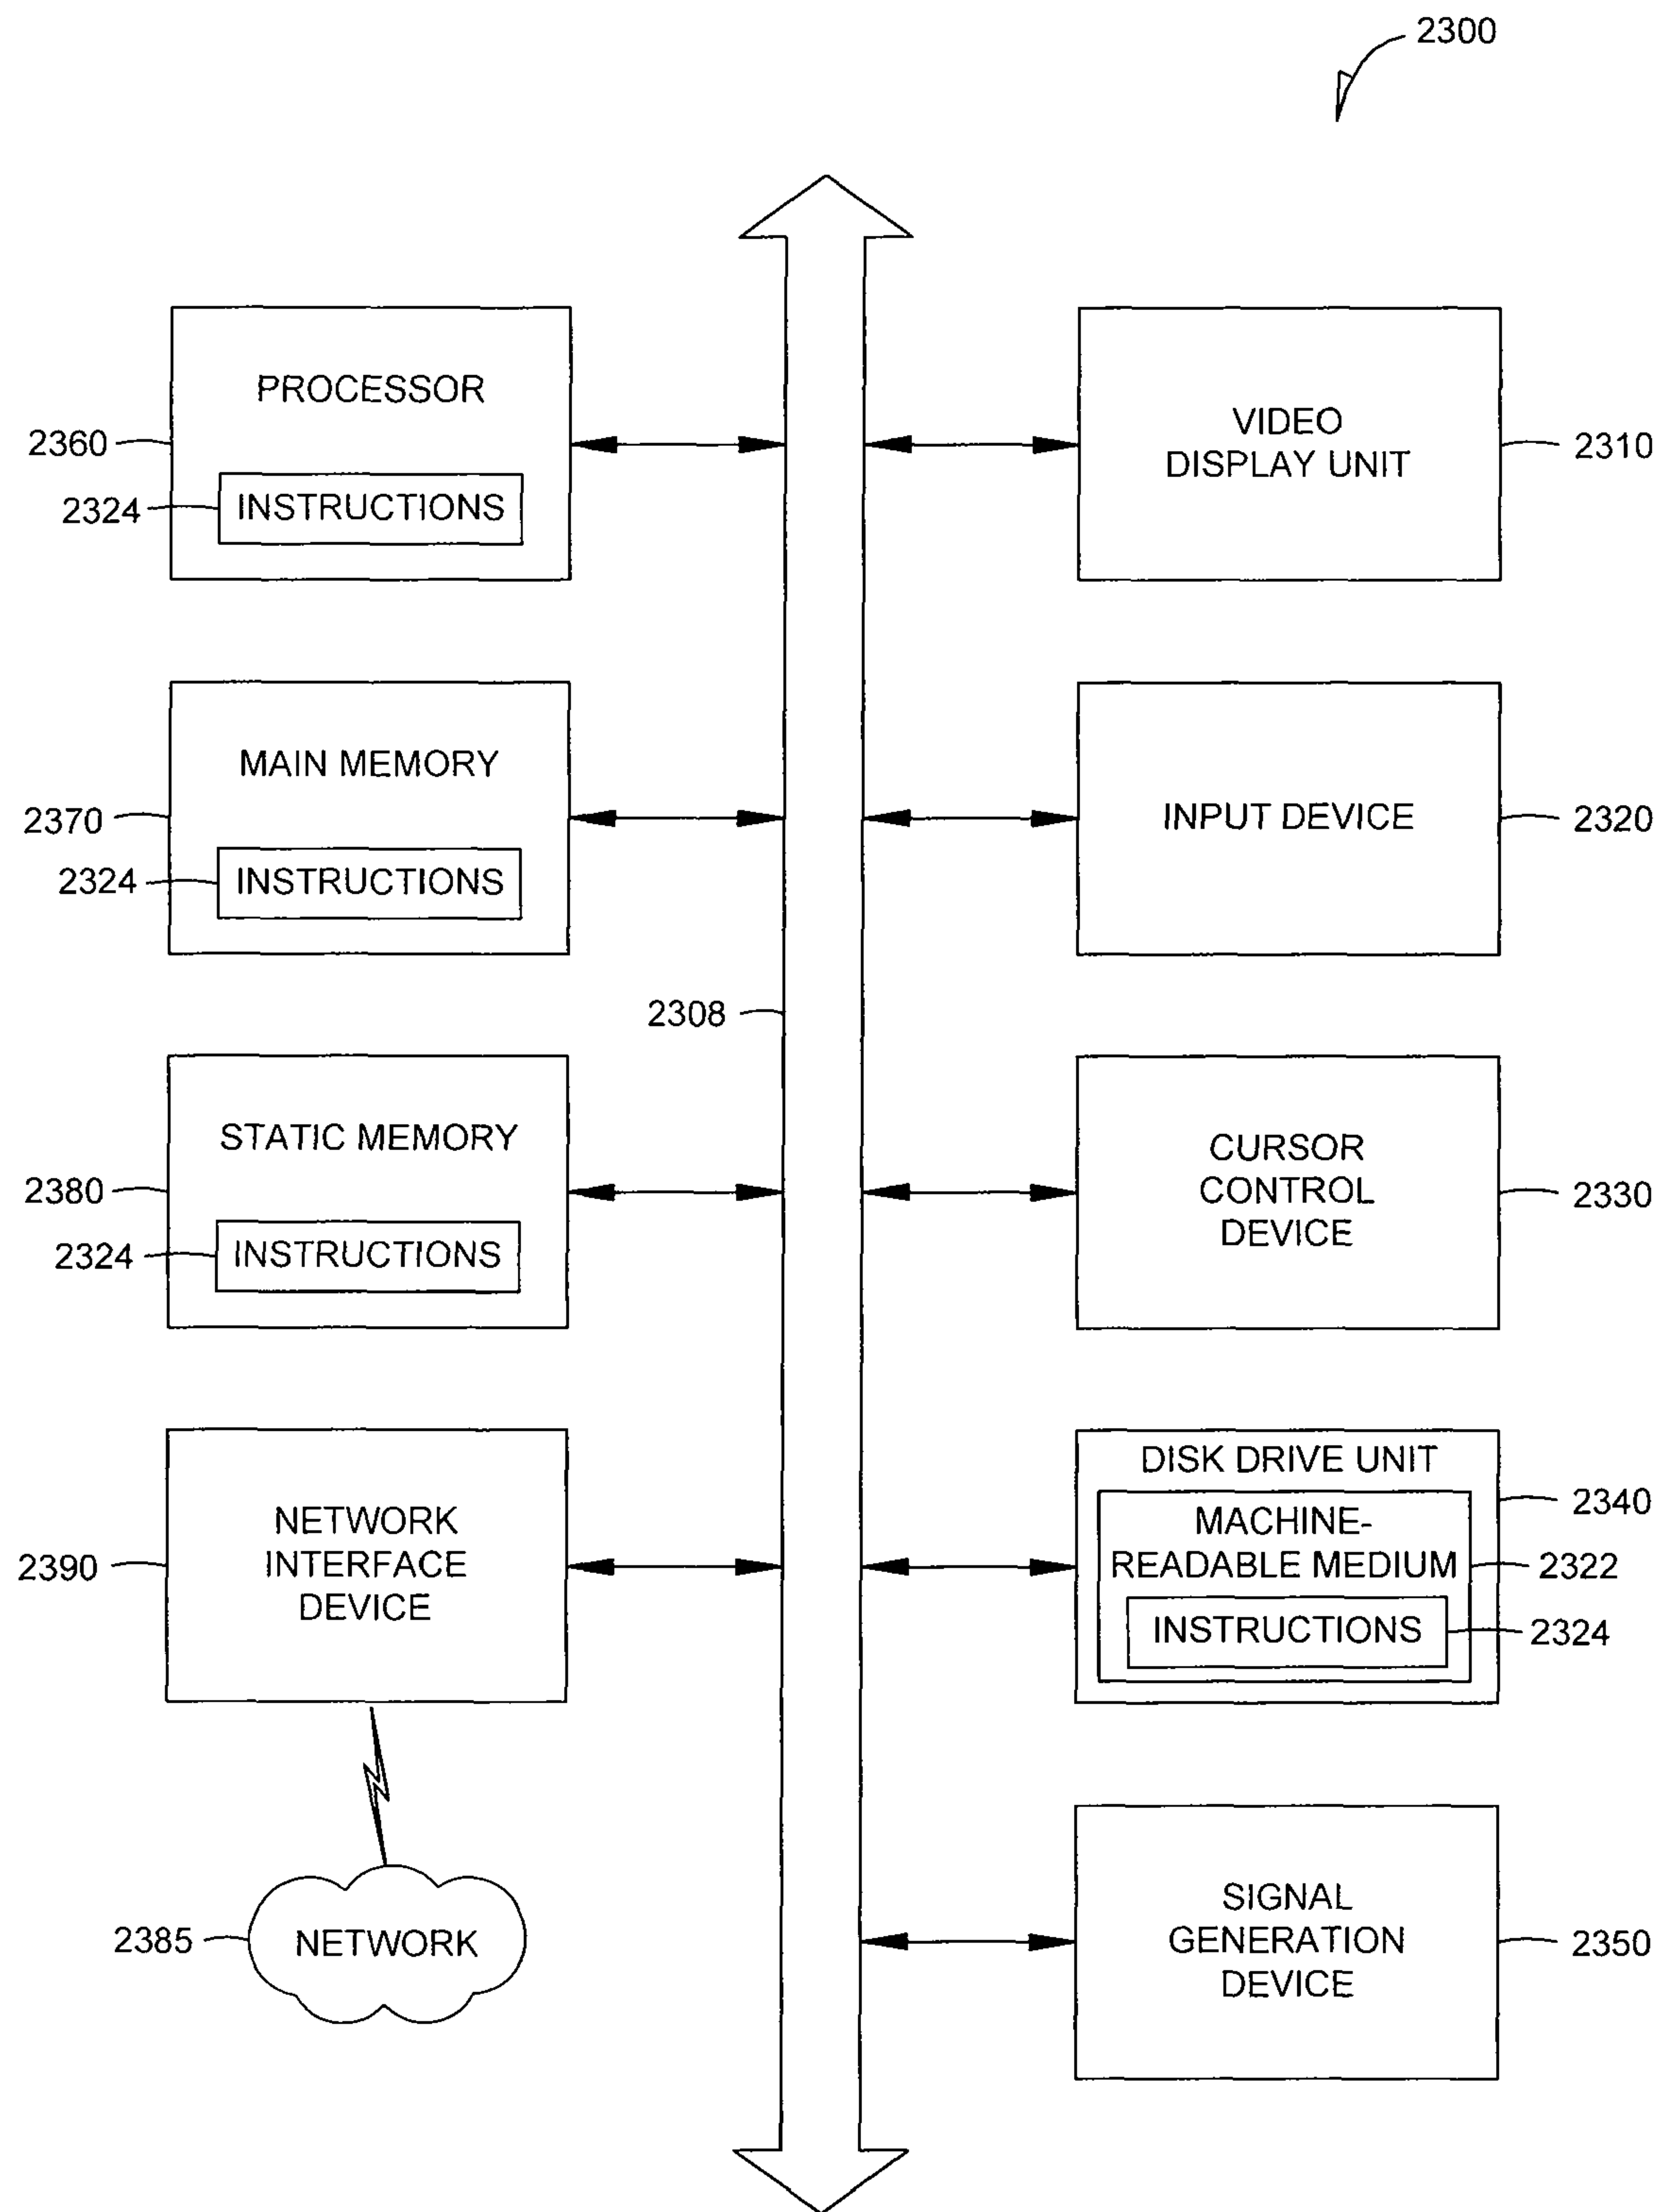 2300
PROCESSOR
2360
2324
INSTRUCTIONS
VIDEO
DISPLAY UNIT
2310
MAIN MEMORY
2370
2324
INSTRUCTIONS
INPUT DEVICE
2320
2308
STATIC MEMORY
2380
2324
INSTRUCTIONS
CURSOR
CONTROL
DEVICE
2330
NETWORK
INTERFACE
DEVICE
2390
DISK DRIVE UNIT
2340
MACHINE-
READABLE MEDIUM
2322
INSTRUCTIONS
2324
2385
NETWORK
SIGNAL
GENERATION
DEVICE
2350